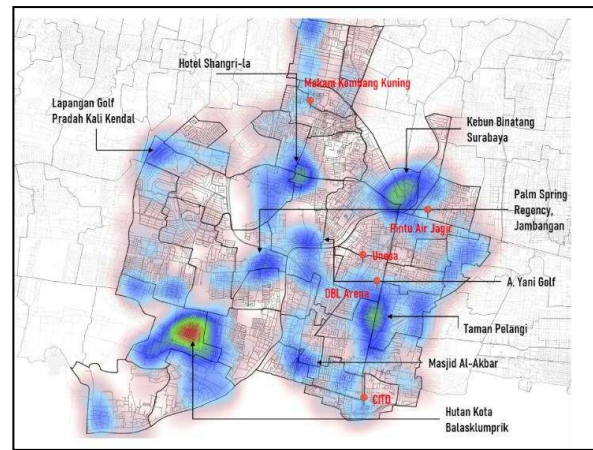 Hotel Shangri-la
Makam Kembang Kuning
Lapangan Golf
Pradah Kali Kendal
Kebun Binatang
Surabaya
Palm Spring
Regency,
Jambangan
Pintu Air Jagir
Unesa
A. Yani Golf
DBL Arena
Taman Pelangi
Masjid Al-Akbar
CITO
Hutan Kota
Balasklumprik